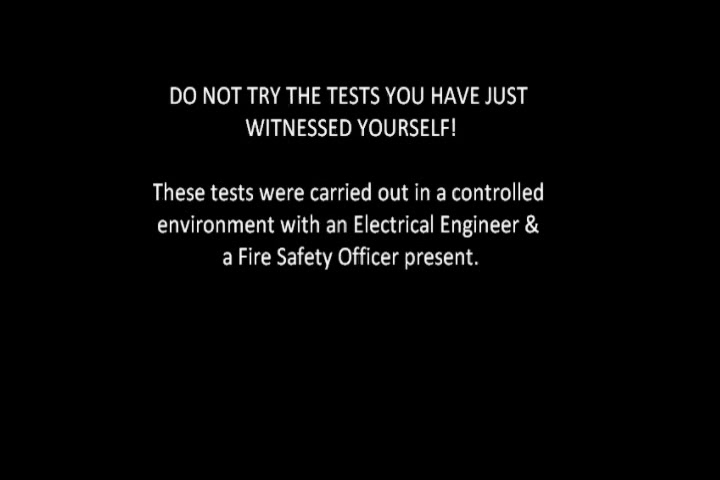 DO NOT TRY THE TESTS YOU HAVE JUST
WITNESSED YOURSELF!
These tests were carried out in a controlled
environment with an Electrical Engineer &
a Fire Safety Officer present.